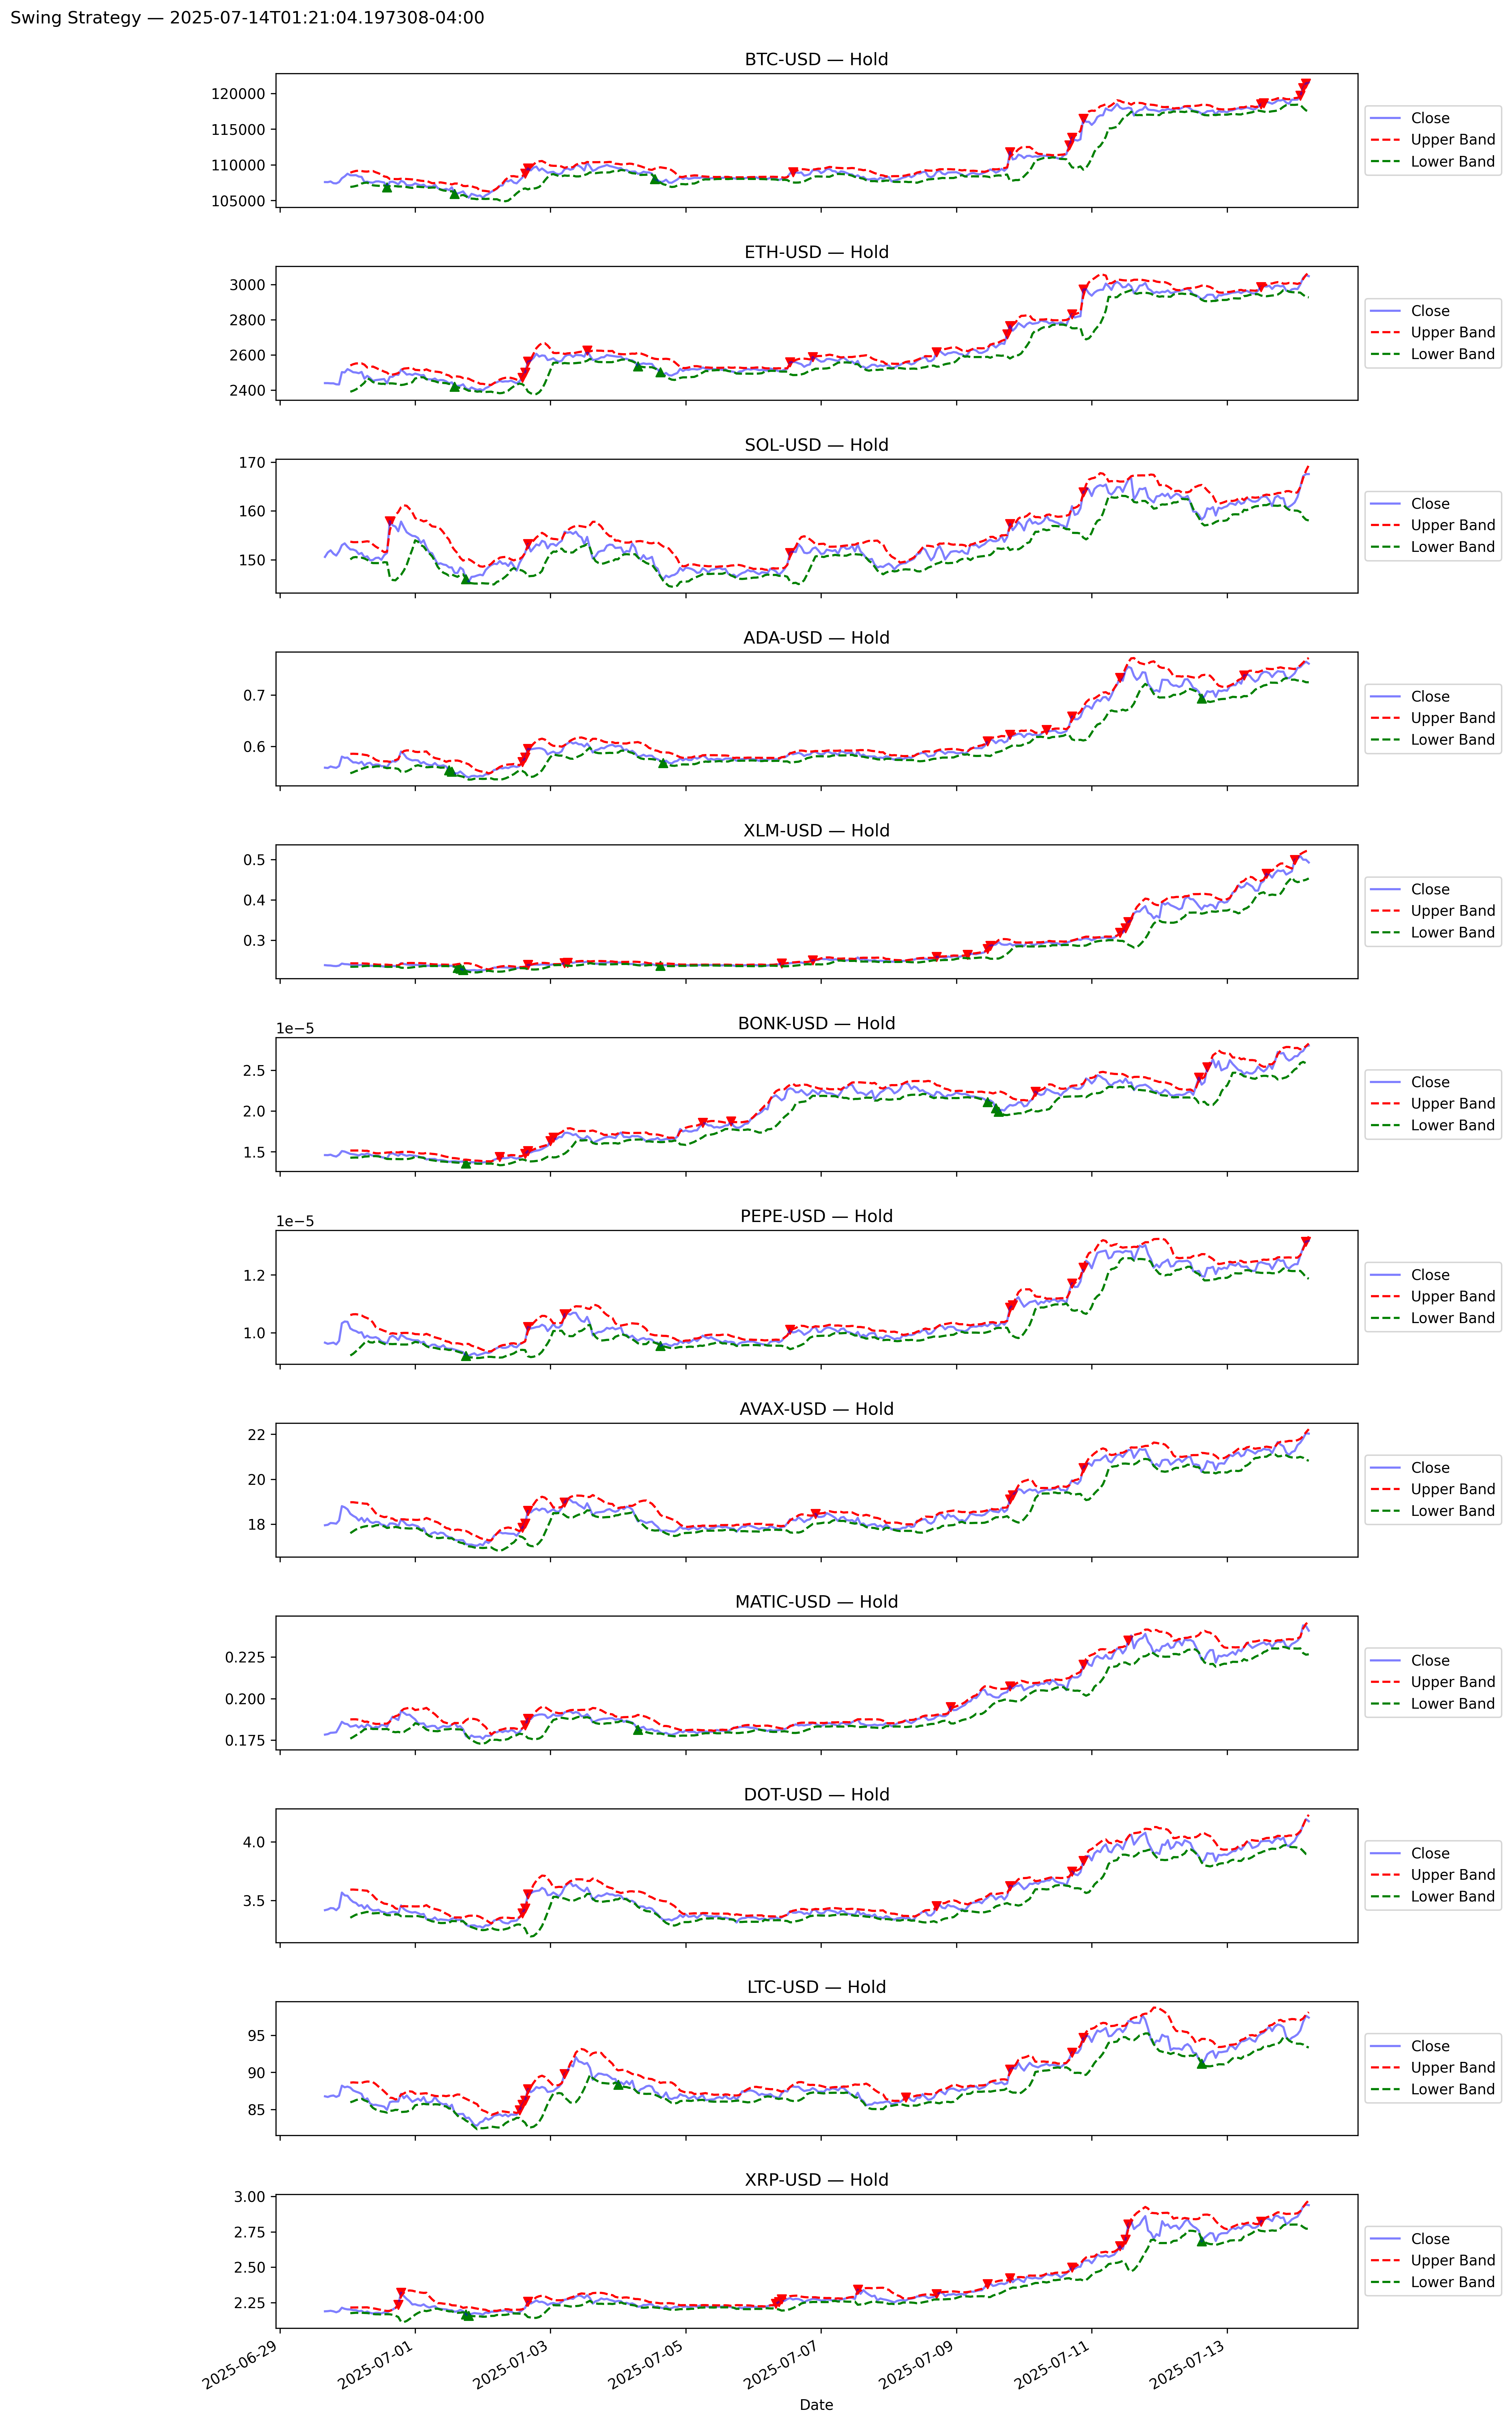 Swing Strategy — 2025-07-14T01:21:04.197308-04:00
BTC-USD — Hold
120000
115000
110000
105000
Close
Upper Band
Lower Band
ETH-USD — Hold
3000
2800
2600
2400
Close
Upper Band
Lower Band
SOL-USD — Hold
170
160
150
Close
Upper Band
Lower Band
ADA-USD — Hold
0.7
0.6
Close
Upper Band
Lower Band
XLM-USD — Hold
0.5
0.4
0.3
Close
Upper Band
Lower Band
BONK-USD — Hold
1e−5
2.5
2.0
1.5
Close
Upper Band
Lower Band
PEPE-USD — Hold
1e−5
1.2
1.0
Close
Upper Band
Lower Band
AVAX-USD — Hold
22
20
18
Close
Upper Band
Lower Band
MATIC-USD — Hold
0.225
0.200
0.175
Close
Upper Band
Lower Band
DOT-USD — Hold
4.0
3.5
Close
Upper Band
Lower Band
LTC-USD — Hold
95
90
85
Close
Upper Band
Lower Band
XRP-USD — Hold
3.00
2.75
2.50
2.25
Close
Upper Band
Lower Band
2025-06-29
2025-07-01
2025-07-03
2025-07-05
2025-07-07
2025-07-09
2025-07-11
2025-07-13
Date